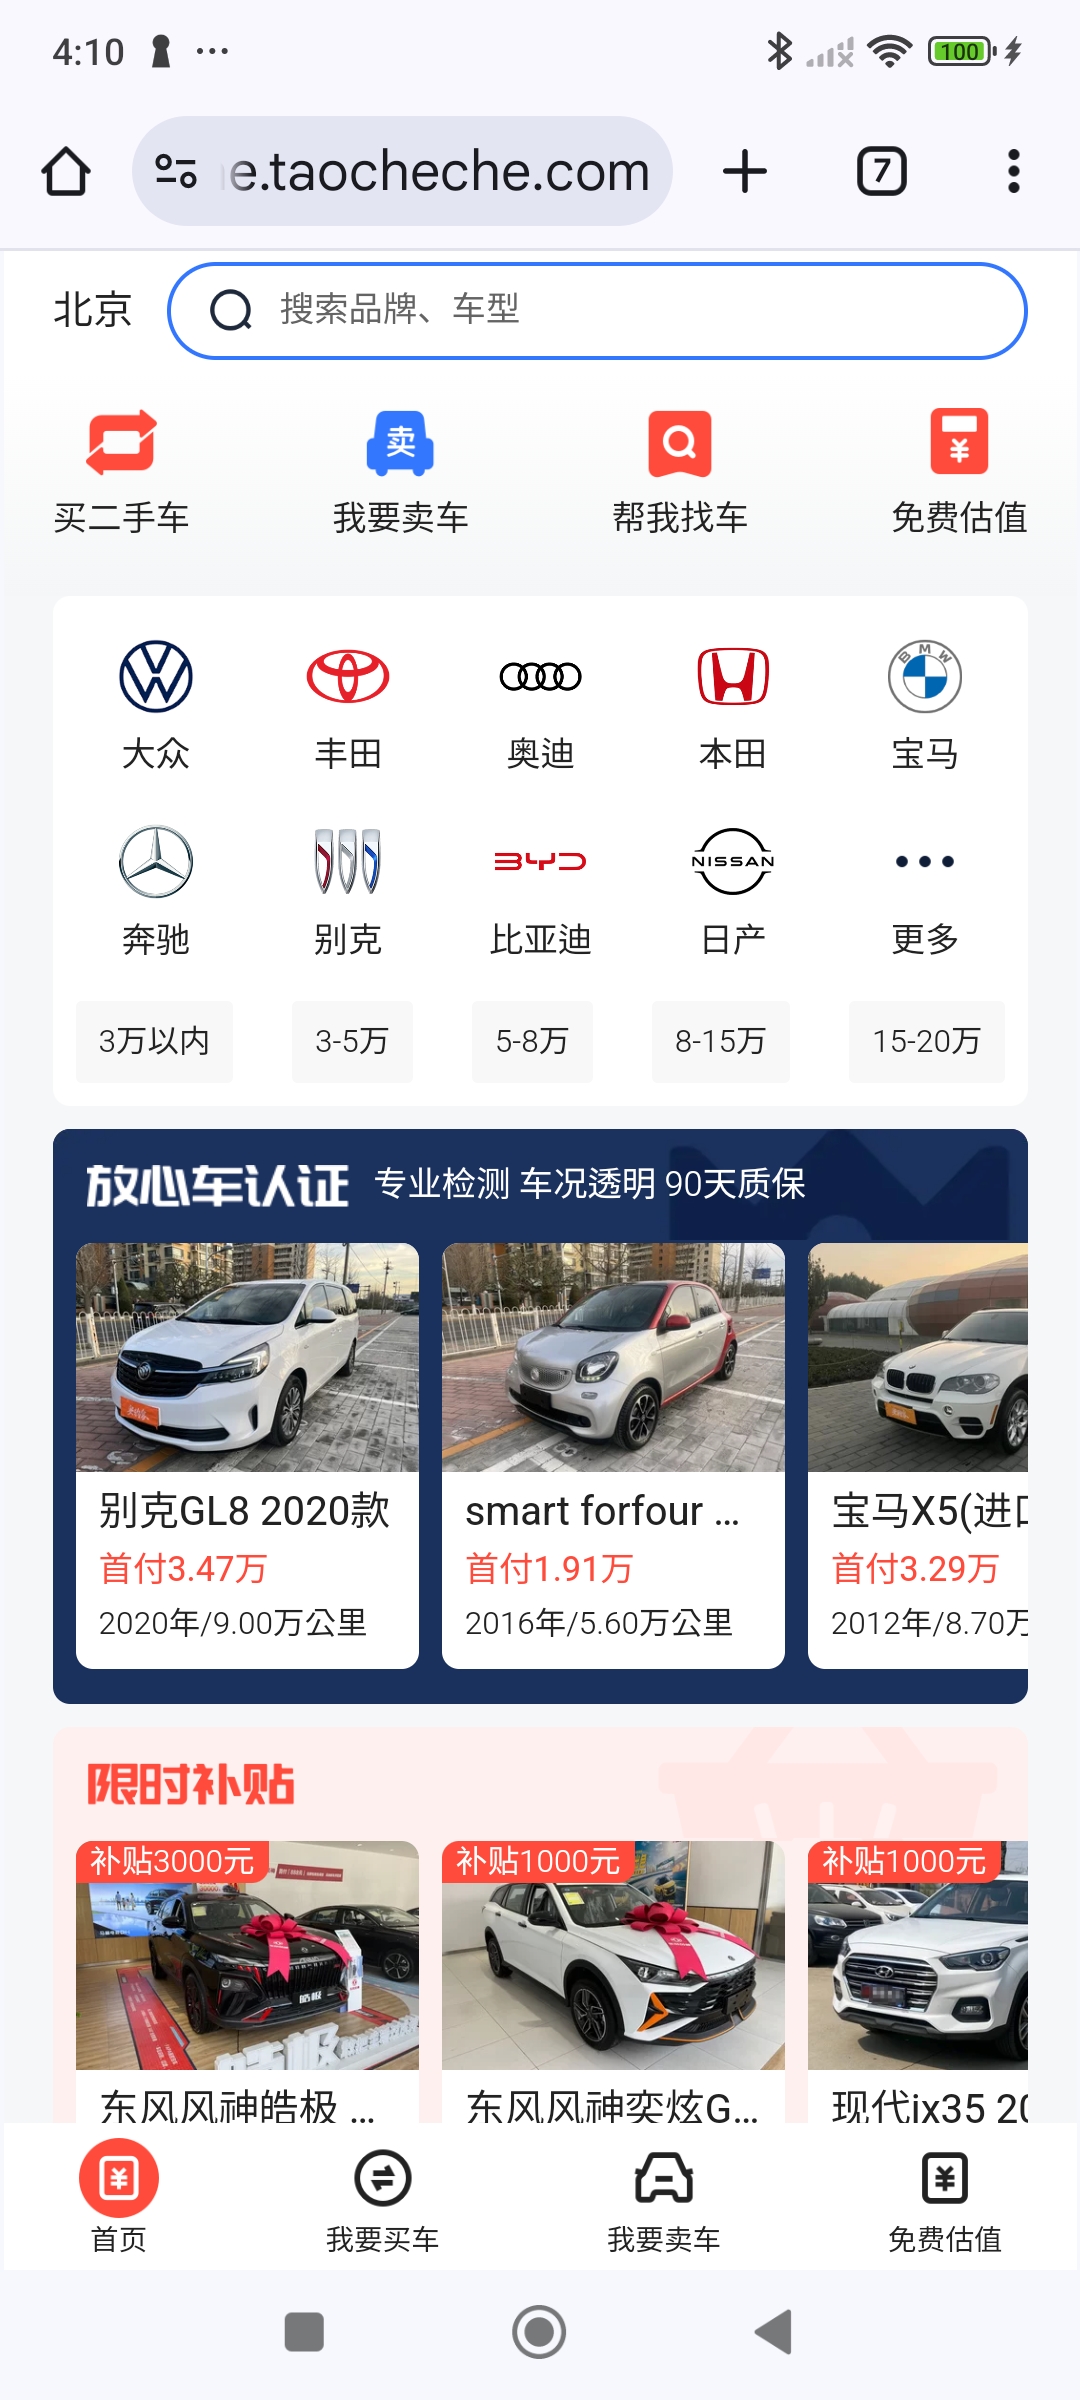 4:10
100
e.taocheche.com
7
北京
搜索品牌、车型
卖
买二手车
我要卖车
帮我找车
免费估值
大众
丰田
奥迪
本田
BMW
宝马
奔驰
别克
BYD
比亚迪
NISSAN
日产
更多
3万以内
3-5万
5-8万
8-15万
15-20万
放心车认证
专业检测 车况透明 90天质保
别克GL8 2020款
首付3.47万
2020年/9.00万公里
smart forfour ...
首付1.91万
2016年/5.60万公里
宝马X5(进口
首付3.29万
2012年/8.70万
限时补贴
补贴3000元
补贴1000元
补贴1000元
皓极
东风风神皓极 ...
东风风神奕炫G...
现代ix35 20
首页
我要买车
我要卖车
免费估值